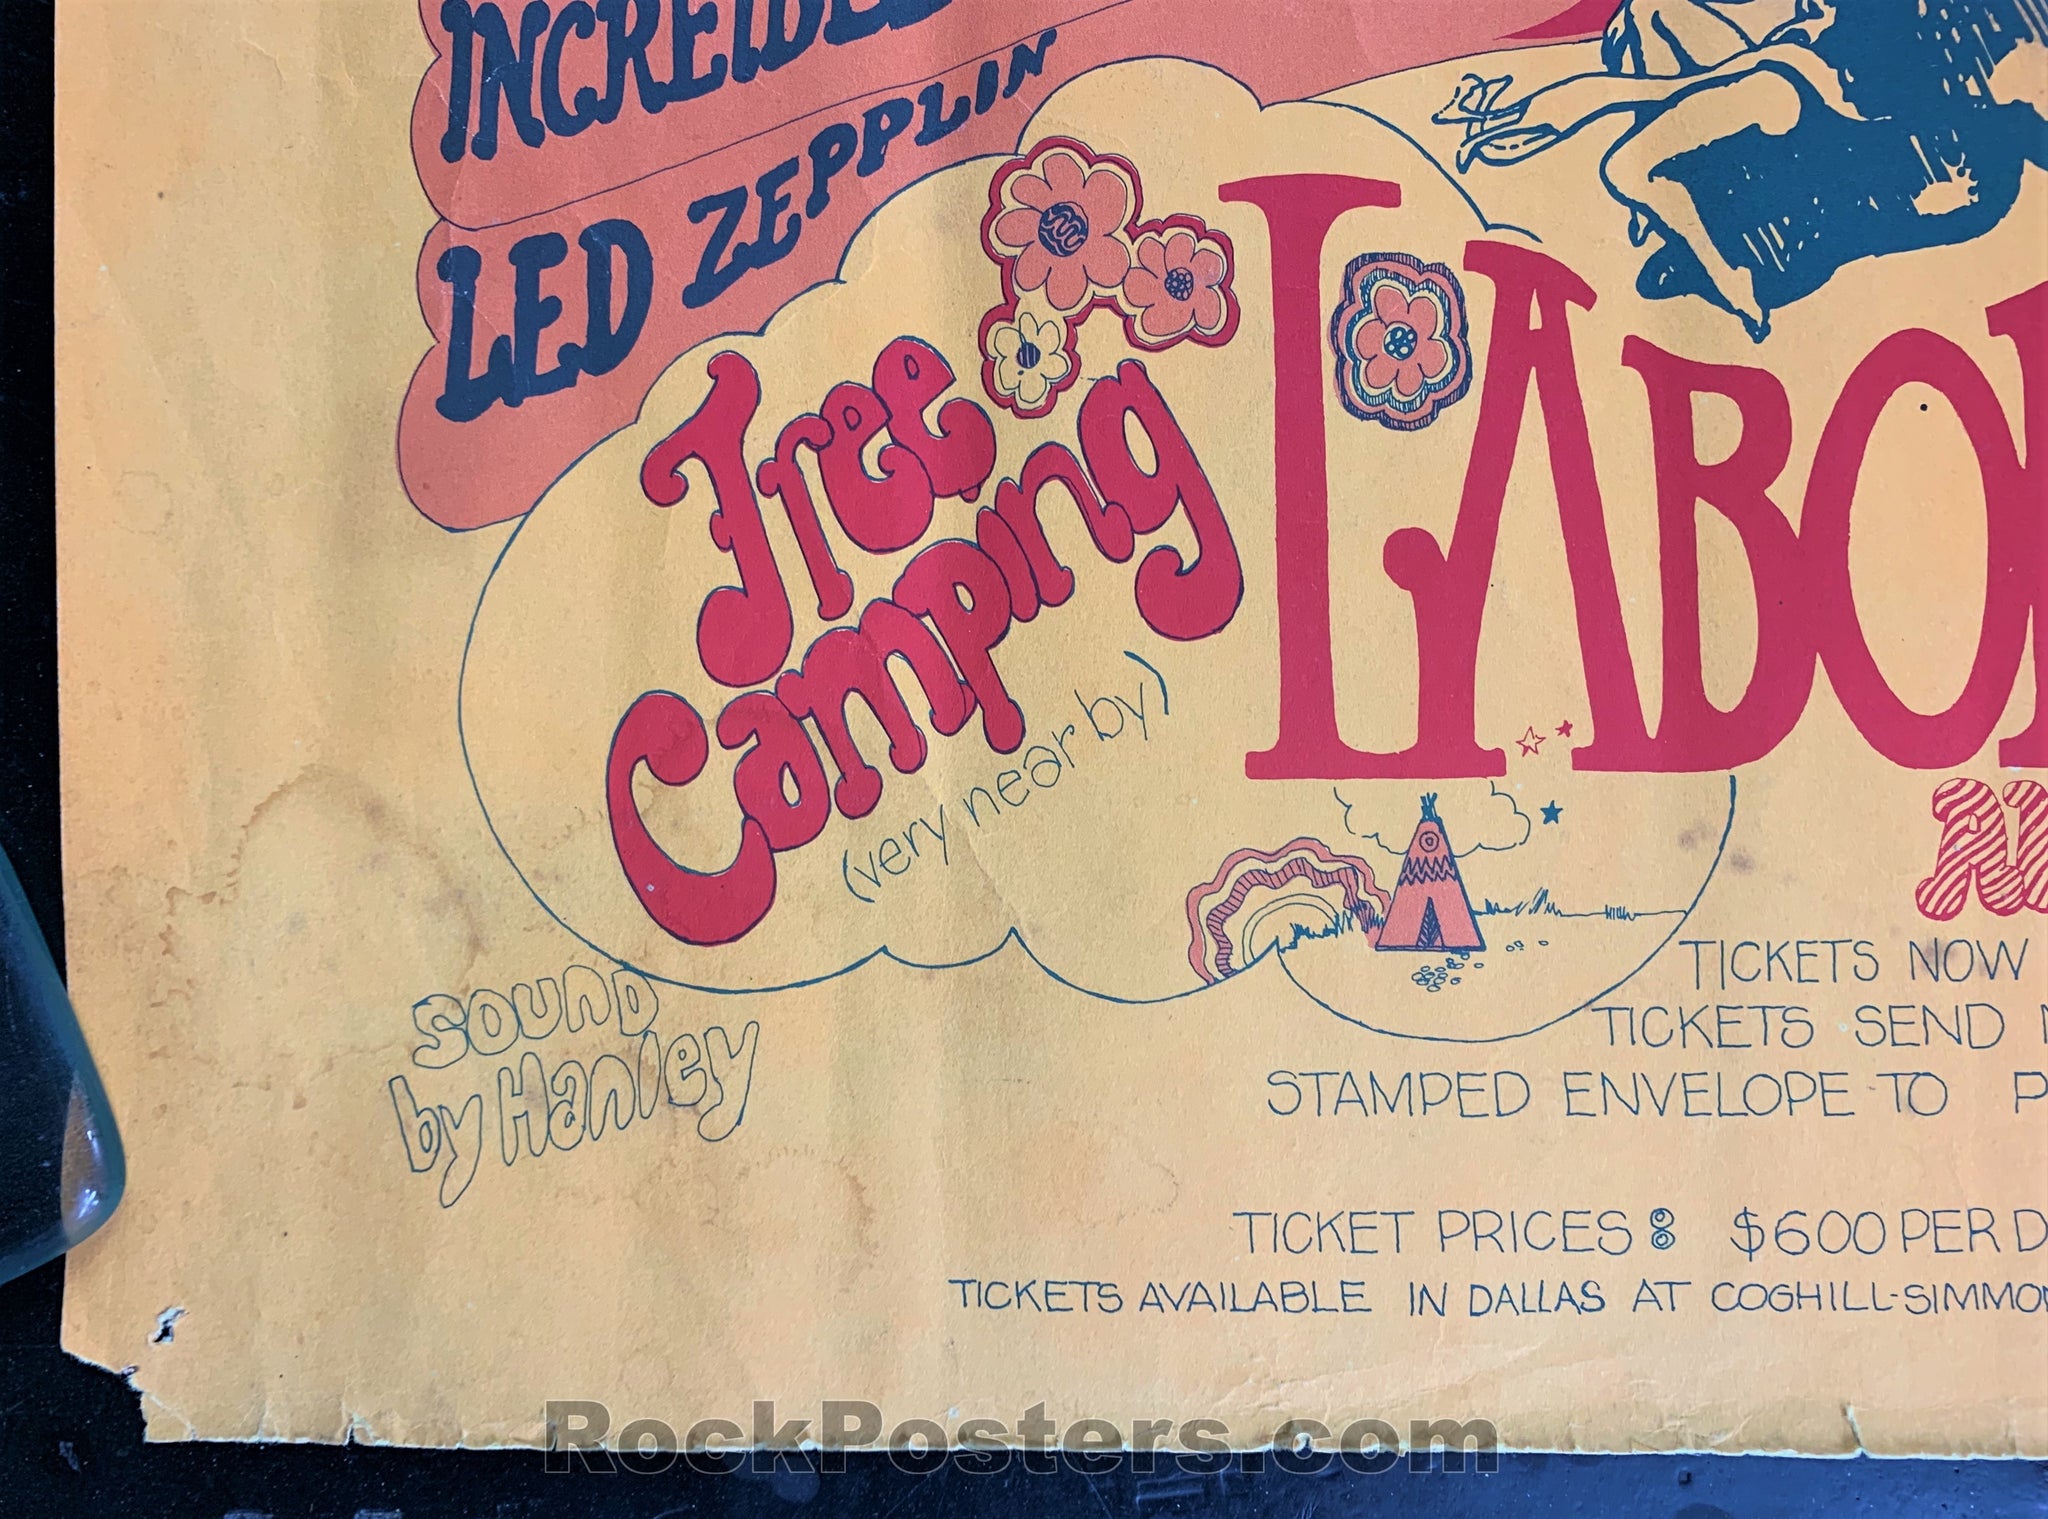 INCREIBLE
LED ZEPPLIN
Free
Camping
(very near by)
LABO
TICKETS NOW
TICKETS SEND
STAMPED ENVELOPE TO P
sound
by Hanley
TICKET PRICES: $600 PER D
TICKETS AVAILABLE IN DALLAS AT COGHILL-SIMMO
RockPosters.com